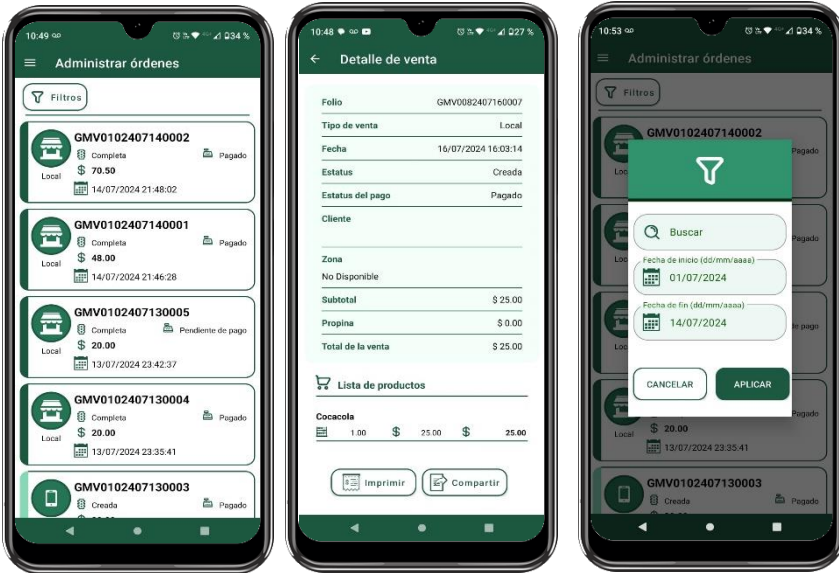 10:49
4G+ 34 %
Administrar órdenes
Filtros
GMV0102407140002
Completa
Pagado
Local
$ 70.50
14/07/2024 21:48:02
GMV0102407140001
Completa
Pagado
Local
$ 48.00
14/07/2024 21:46:28
GMV0102407130005
Completa
Pendiente de pago
Local
$ 20.00
13/07/2024 23:42:37
GMV0102407130004
Completa
Pagado
Local
$ 20.00
13/07/2024 23:35:41
GMV0102407130003
Creada
Pagado
10:48
27 %
Detalle de venta
Folio GMV0082407160007
Tipo de venta Local
Fecha 16/07/2024 16:03:14
Estatus Creada
Estatus del pago Pagado
Cliente
Zona
No Disponible
Subtotal $ 25.00
Propina $ 0.00
Total de la venta $ 25.00
Lista de productos
Cocacola
1.00 $ 25.00 $ 25.00
Imprimir Compartir
10:53
34 %
Administrar órdenes
Filtros
GMV0102407140002
Pagado
Buscar
Fecha de inicio (dd/mm/aaaa)
01/07/2024
Pagado
Fecha de fin (dd/mm/aaaa)
14/07/2024
CANCELAR APLICAR
Pagado
Local
$ 20.00
13/07/2024 23:35:41
GMV0102407130003
Creada
Pagado